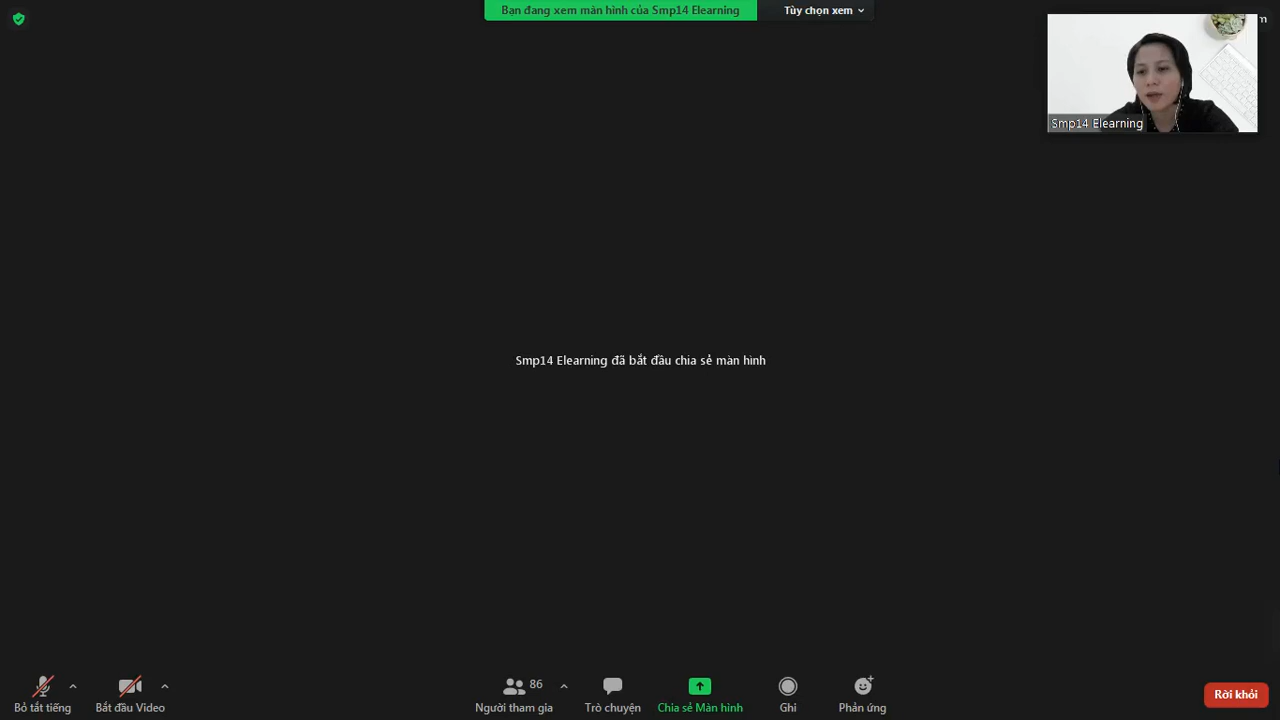 Bạn đang xem màn hình của Smp14 Elearning
Tùy chọn xem
Smp14 Elearning
Smp14 Elearning đã bắt đầu chia sẻ màn hình
Bỏ tắt tiếng
Bắt đầu Video
86
Người tham gia
Trò chuyện
Chia sẻ Màn hình
Ghi
Phản ứng
Rời khỏi